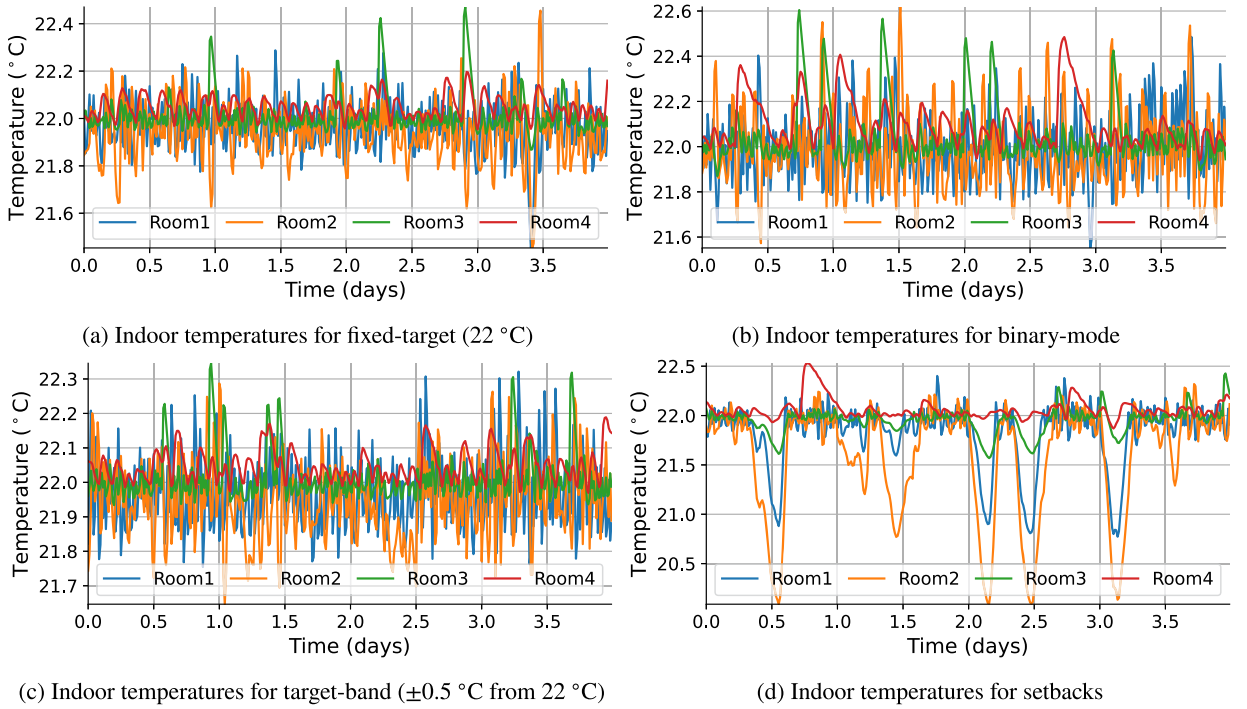 22.4
22.2
22.0
21.8
21.6
Temperature (°C)
Room1 Room2 Room3 Room4
0.0 0.5 1.0 1.5 2.0 2.5 3.0 3.5
Time (days)
(a) Indoor temperatures for fixed-target (22 °C)
22.6
22.4
22.2
22.0
21.8
21.6
Temperature (°C)
Room1 Room2 Room3 Room4
0.0 0.5 1.0 1.5 2.0 2.5 3.0 3.5
Time (days)
(b) Indoor temperatures for binary-mode
22.3
22.2
22.1
22.0
21.9
21.8
21.7
Temperature (°C)
Room1 Room2 Room3 Room4
0.0 0.5 1.0 1.5 2.0 2.5 3.0 3.5
Time (days)
(c) Indoor temperatures for target-band (±0.5 °C from 22 °C)
22.5
22.0
21.5
21.0
20.5
Temperature (°C)
Room1 Room2 Room3 Room4
0.0 0.5 1.0 1.5 2.0 2.5 3.0 3.5
Time (days)
(d) Indoor temperatures for setbacks